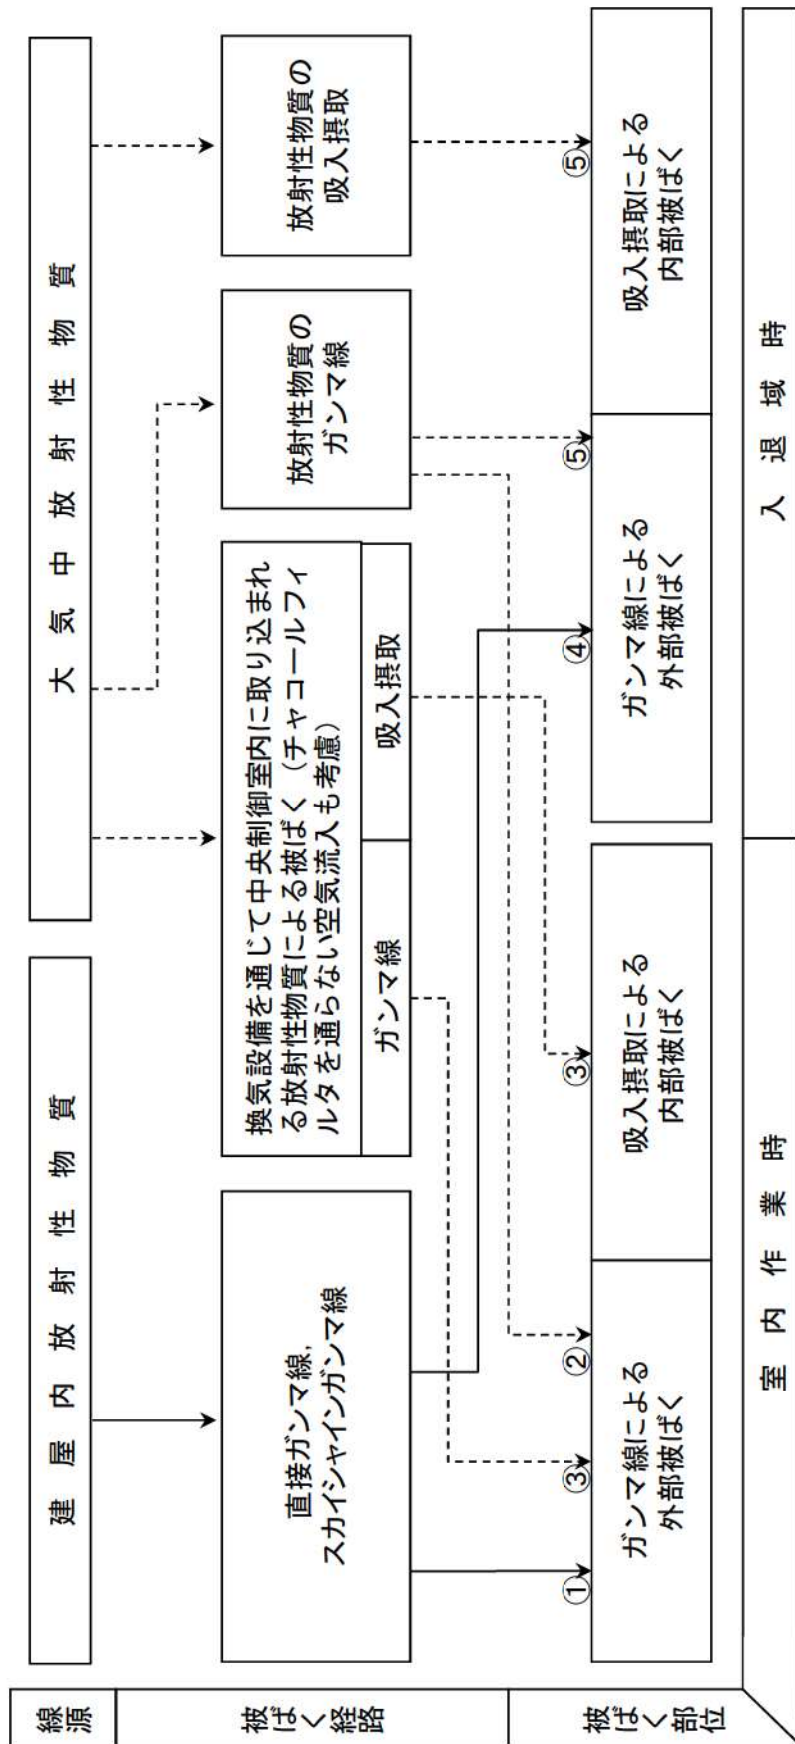 線源
建屋内放射性物質
大気中放射性物質
被ばく経路
直接ガンマ線,
スカイシャインガンマ線
換気設備を通じて中央制御室内に取り込まれ
る放射性物質による被ばく（チャコールフィ
ルタを通らない空気流入も考慮）
ガンマ線
吸入摂取
放射性物質の
ガンマ線
放射性物質の
吸入摂取
①
③
②
③
④
⑤
⑤
被ばく部位
ガンマ線による
外部被ばく
吸入摂取による
内部被ばく
ガンマ線による
外部被ばく
吸入摂取による
内部被ばく
室内作業時
入退域時